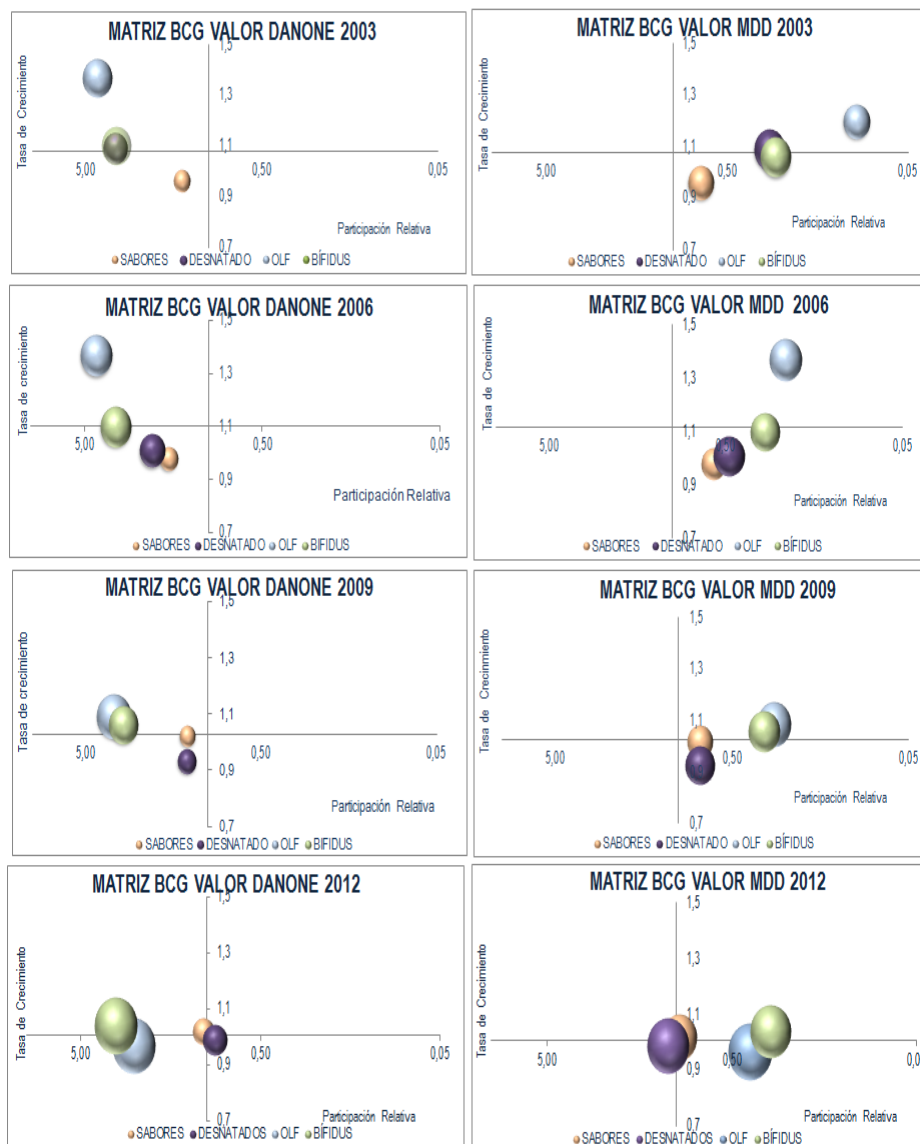 MATRIZ BCG VALOR DANONE 2003
Tasa de Crecimiento
1,5
1,3
1,1
0,9
0,7
5,00
0,50
0,05
Participación Relativa
SABORES DESNATADO OLF BÍFIDUS
MATRIZ BCG VALOR MDD 2003
Tasa de Crecimiento
1,5
1,3
1,1
0,9
0,7
5,00
0,50
0,05
Participación Relativa
SABORES DESNATADO OLF BÍFIDUS
MATRIZ BCG VALOR DANONE 2006
Tasa de crecimiento
1,5
1,3
1,1
0,9
0,7
5,00
0,50
0,05
Participación Relativa
SABORES DESNATADO OLF BIFIDUS
MATRIZ BCG VALOR MDD 2006
Tasa de Crecimiento
1,5
1,3
1,1
0,9
0,7
5,00
0,50
0,05
Participación Relativa
SABORES DESNATADO OLF BÍFIDUS
MATRIZ BCG VALOR DANONE 2009
Tasa de crecimiento
1,5
1,3
1,1
0,9
0,7
5,00
0,50
0,05
Participación Relativa
SABORES DESNATADO OLF BÍFIDUS
MATRIZ BCG VALOR MDD 2009
Tasa de Crecimiento
1,5
1,3
1,1
0,7
5,00
0,50
0,05
Participación Relativa
SABORES DESNATADO OLF BÍFIDUS
MATRIZ BCG VALOR DANONE 2012
Tasa de Crecimiento
1,5
1,3
1,1
0,9
0,7
5,00
0,50
0,05
Participación Relativa
SABORES DESNATADOS OLF BÍFIDUS
MATRIZ BCG VALOR MDD 2012
Tasa de Crecimiento
1,5
1,3
1,1
0,9
0,7
5,00
0,50
0,0
Participación Relativa
SABORES DESNATADOS OLF BÍFIDUS